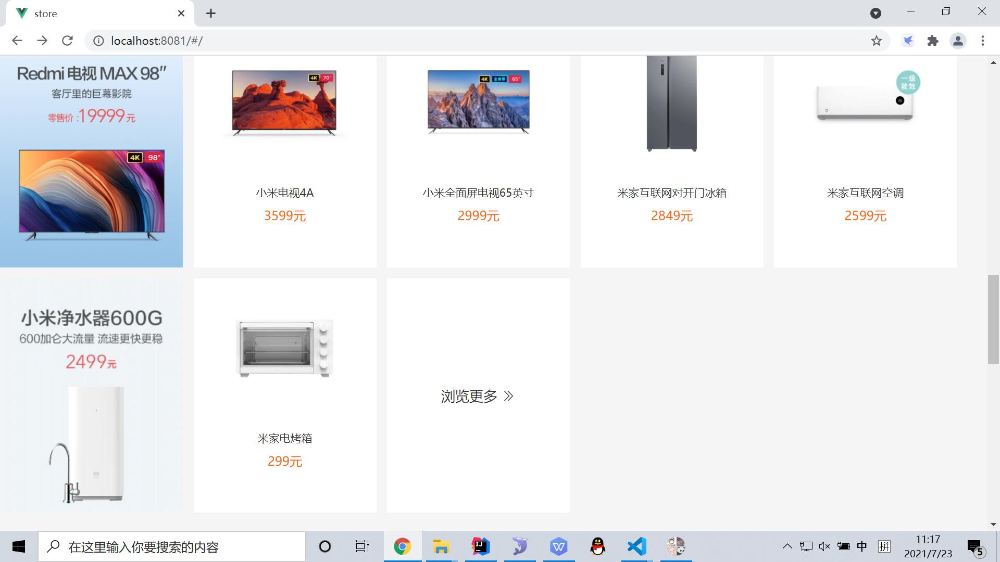 store
localhost:8081/#/
Redmi 电视 MAX 98"
客厅里的巨幕影院
零售价:19999元
4K 98"
4K 70"
小米电视4A
3599元
4K 全面屏 65"
小米全面屏电视65英寸
2999元
米家互联网对开门冰箱
2849元
一级
能效
米家互联网空调
2599元
小米净水器600G
600加仑大流量 流速更快更稳
2499元
米家电烤箱
299元
浏览更多
在这里输入你要搜索的内容
中
拼
11:17
2021/7/23
5